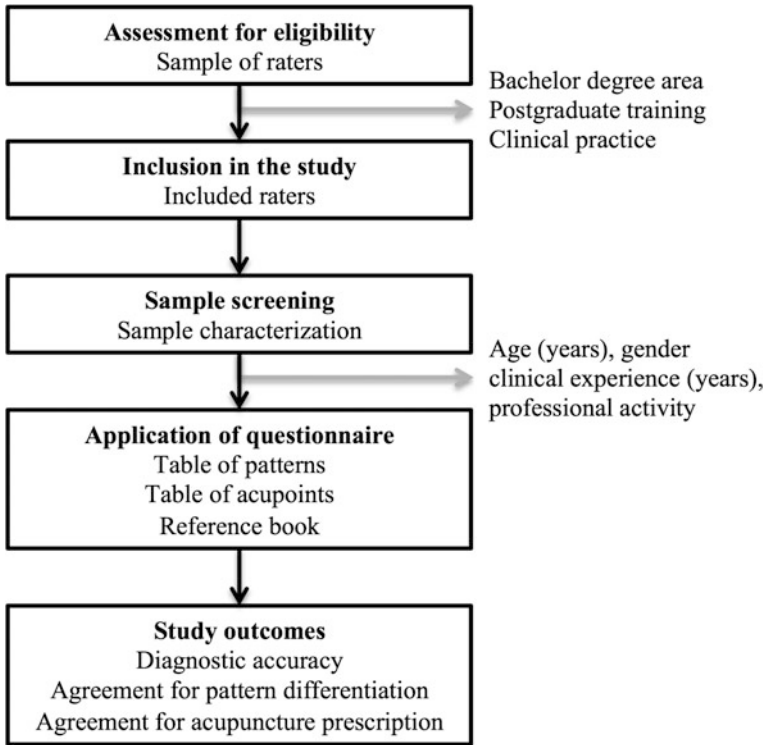 Assessment for eligibility
Sample of raters
Bachelor degree area
Postgraduate training
Clinical practice
Inclusion in the study
Included raters
Sample screening
Sample characterization
Age (years), gender
clinical experience (years),
professional activity
Application of questionnaire
Table of patterns
Table of acupoints
Reference book
Study outcomes
Diagnostic accuracy
Agreement for pattern differentiation
Agreement for acupuncture prescription